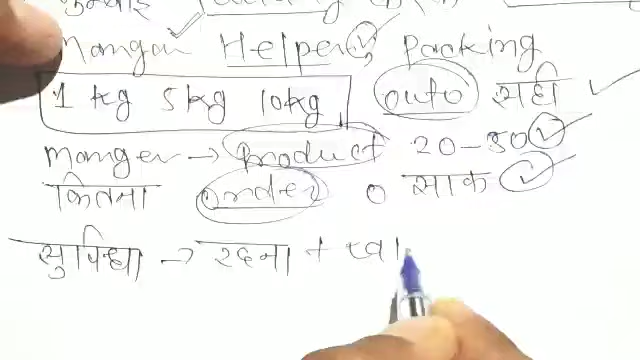 Mangar Helper, Packing
1 kg 5kg 10kg auto सही
manger → product 20-30
कितना order 0 साक
सुविधा → रहना + खा